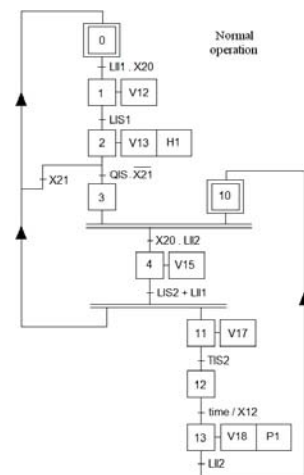 Normal
operation
0
LII1 . X20
1 V12
LIS1
2 V13 H1
X21 QIS . X21
3 10
X20 . LII2
4 V15
LIS2 + LII1
11 V17
TIS2
12
time / X12
13 V18 P1
LII2